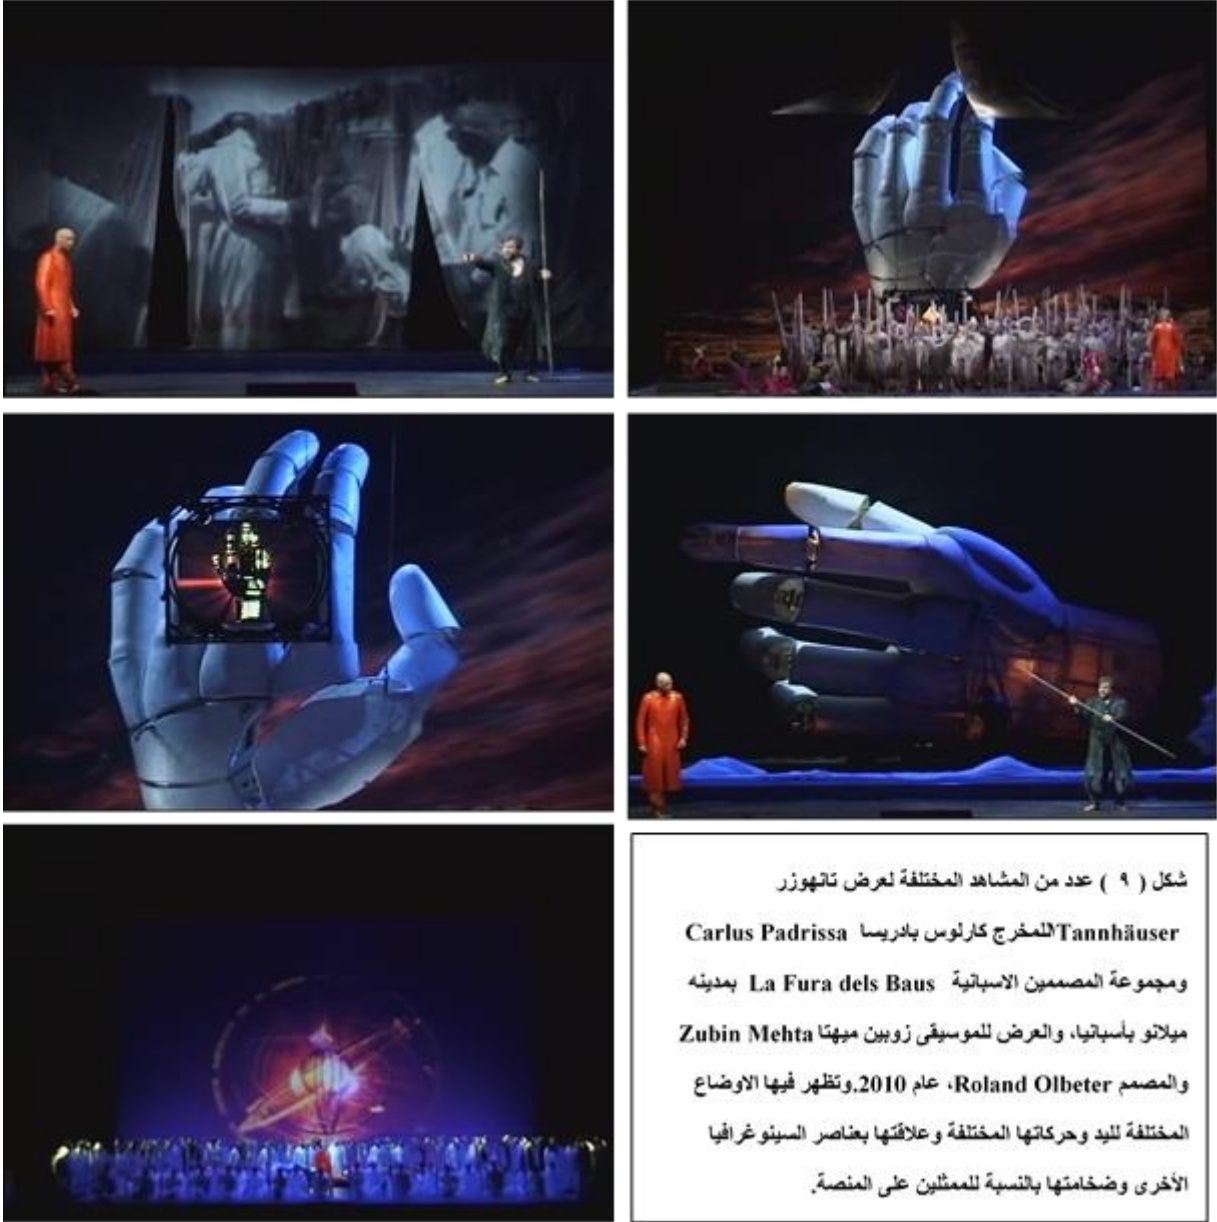 شكل ( ٩ ) عدد من المشاهد المختلفة لعرض تانهوزر
Tannhäuser اللمخرج كارلوس بادريسا Carlus Padrissa
ومجموعة المصممين الاسبانية La Fura dels Baus بمدينه
ميلانو بأسبانيا، والعرض للموسيقى زوبين ميهتا Zubin Mehta
والمصمم Roland Olbeter، عام 2010.وتظهر فيها الاوضاع
المختلفة لليد وحركاتها المختلفة وعلاقتها بعناصر السينوغرافيا
الأخرى وضخامتها بالنسبة للممثلين على المنصة.